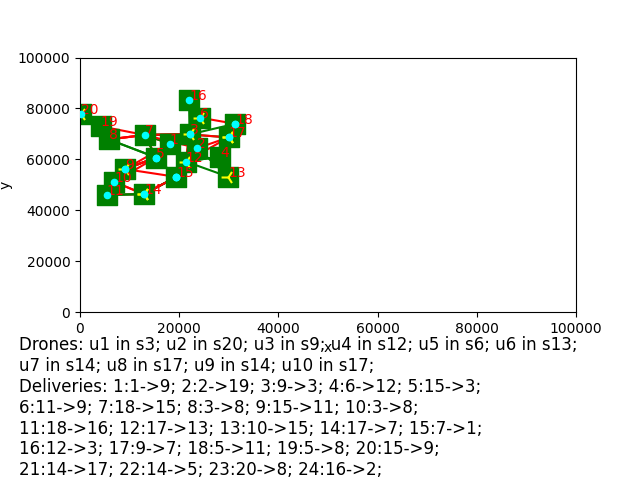 100000
80000
60000
40000
20000
0
y
0 20000 40000 60000 80000 100000
x
Drones: u1 in s3; u2 in s20; u3 in s9; u4 in s12; u5 in s6; u6 in s13;
u7 in s14; u8 in s17; u9 in s14; u10 in s17;
Deliveries: 1:1->9; 2:2->19; 3:9->3; 4:6->12; 5:15->3;
6:11->9; 7:18->15; 8:3->8; 9:15->11; 10:3->8;
11:18->16; 12:17->13; 13:10->15; 14:17->7; 15:7->1;
16:12->3; 17:9->7; 18:5->11; 19:5->8; 20:15->9;
21:14->17; 22:14->5; 23:20->8; 24:16->2;